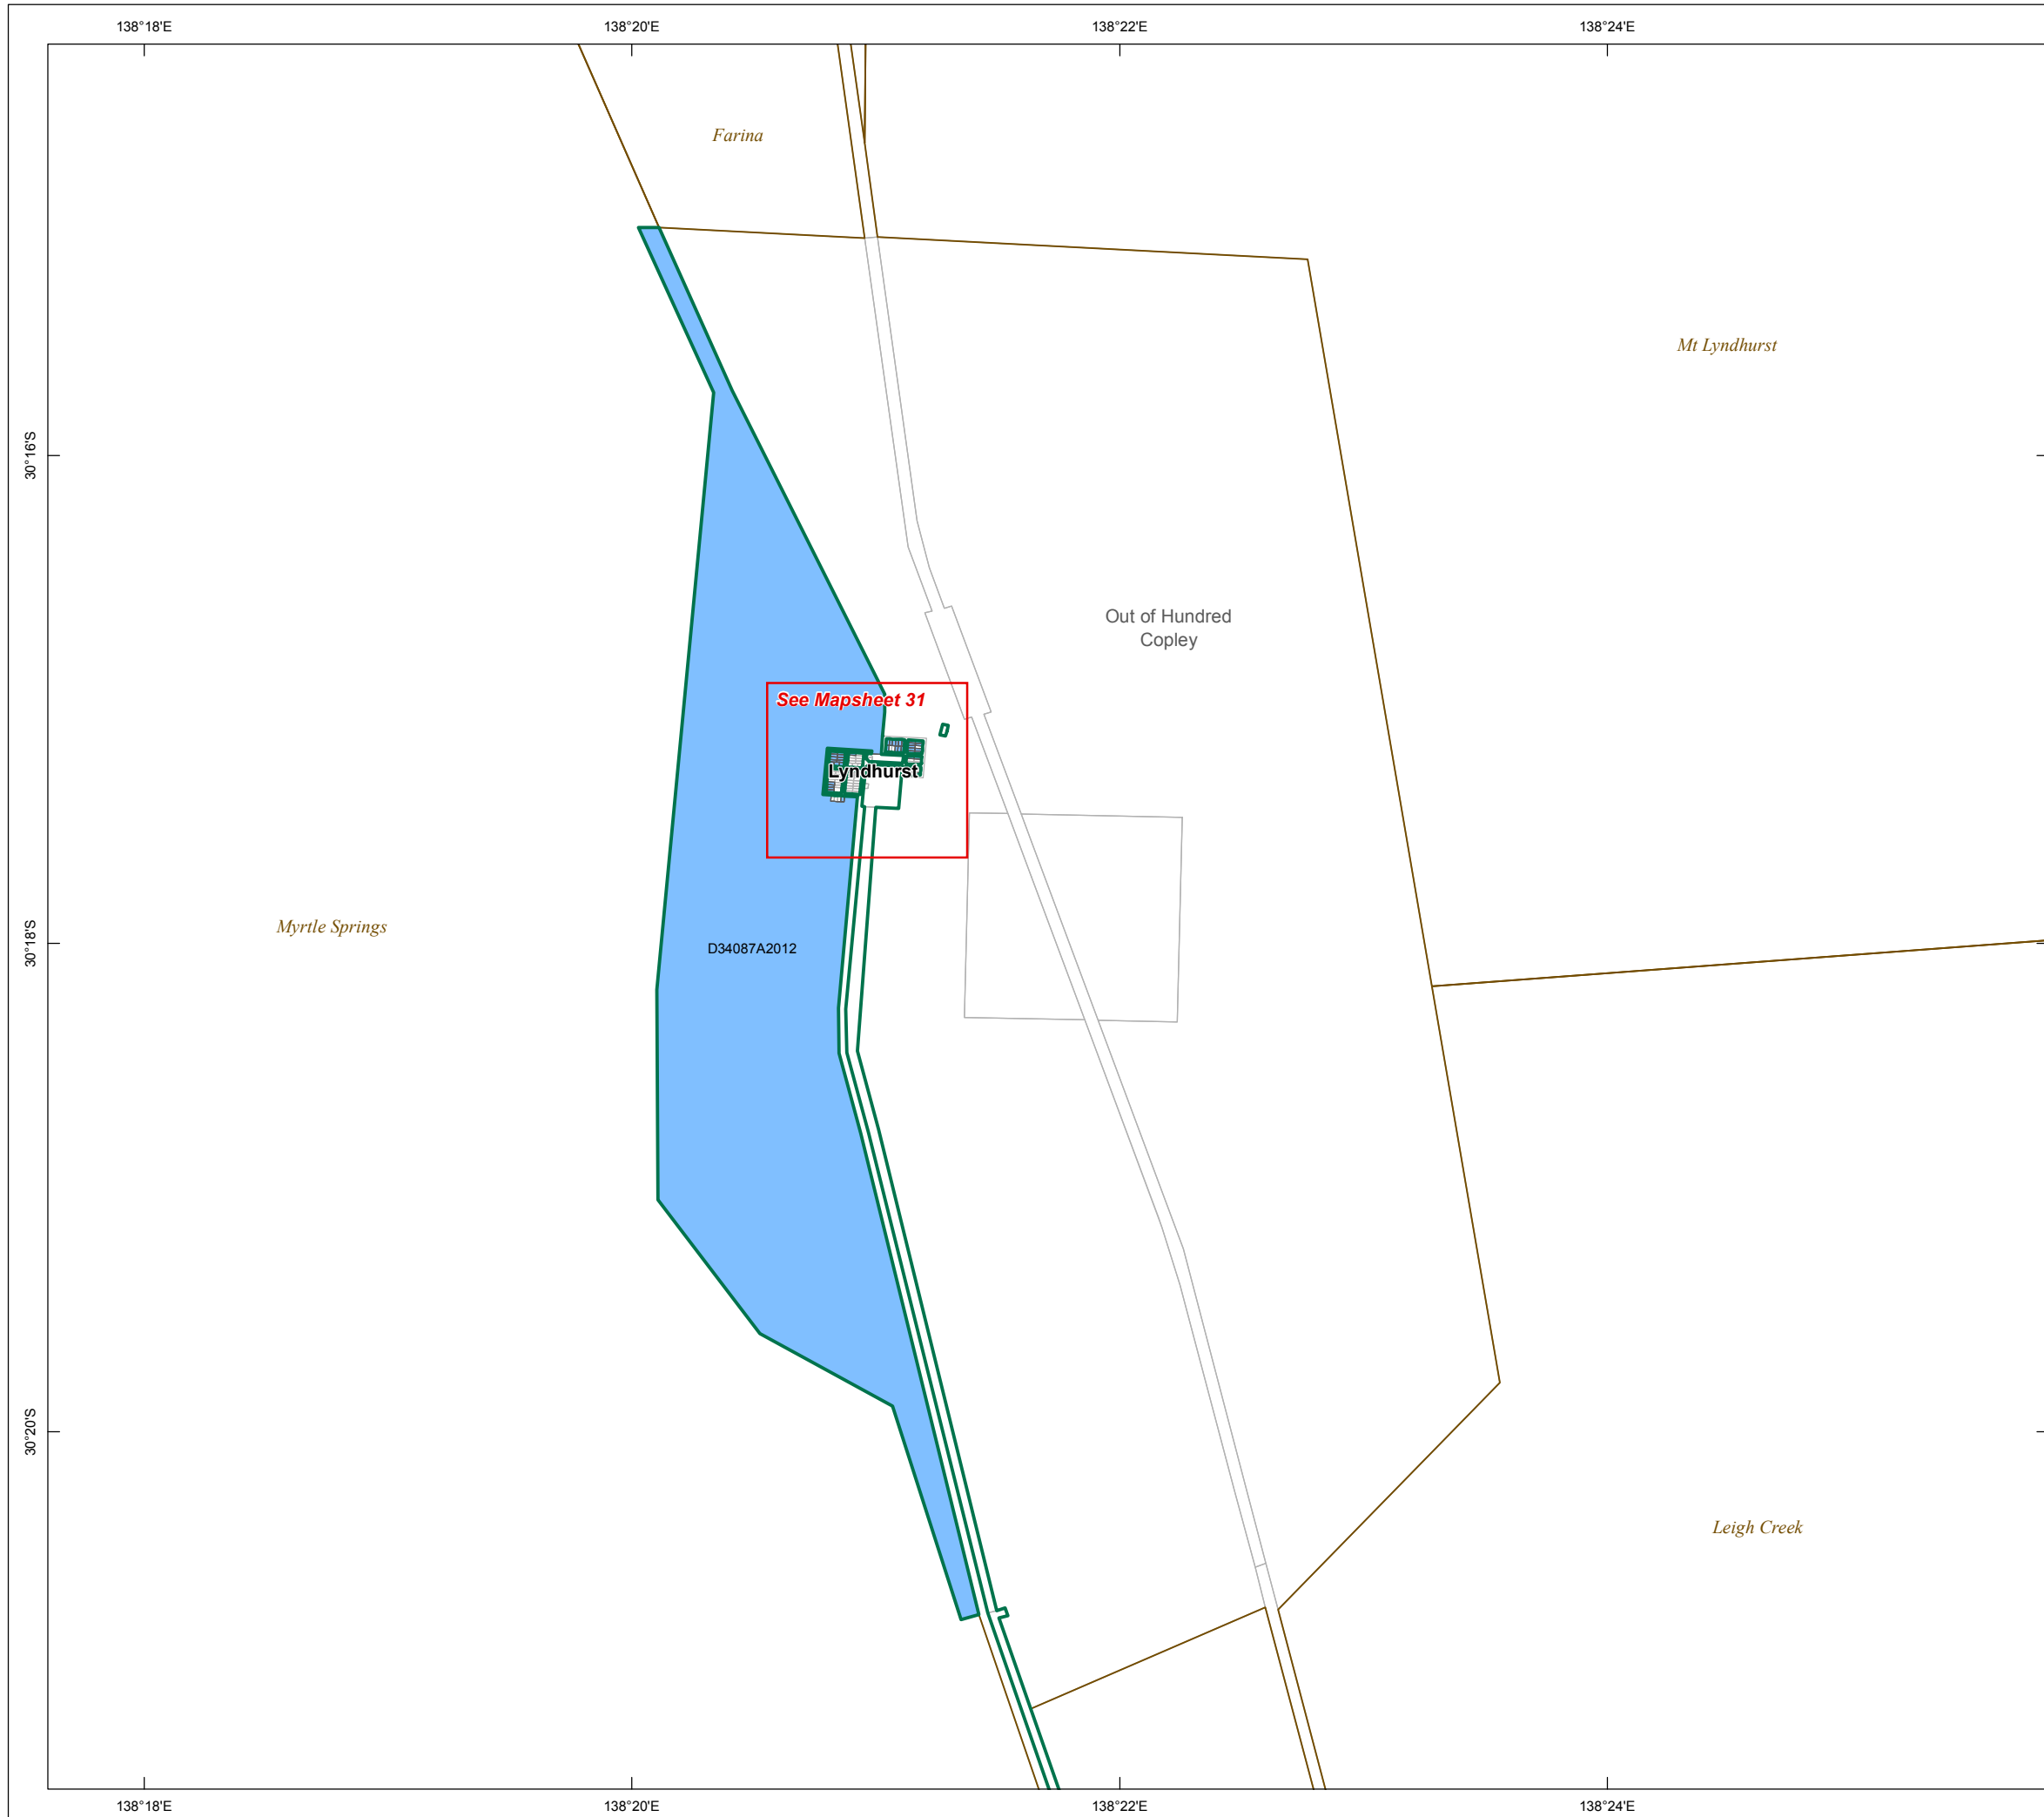 138°18'E
138°20'E
138°22'E
138°24'E
Farina
Mt Lyndhurst
30°16'S
Out of Hundred
Copley
See Mapsheet 31
Lyndhurst
Myrtle Springs
30°18'S
D34087A2012
30°20'S
Leigh Creek
138°18'E
138°20'E
138°22'E
138°24'E